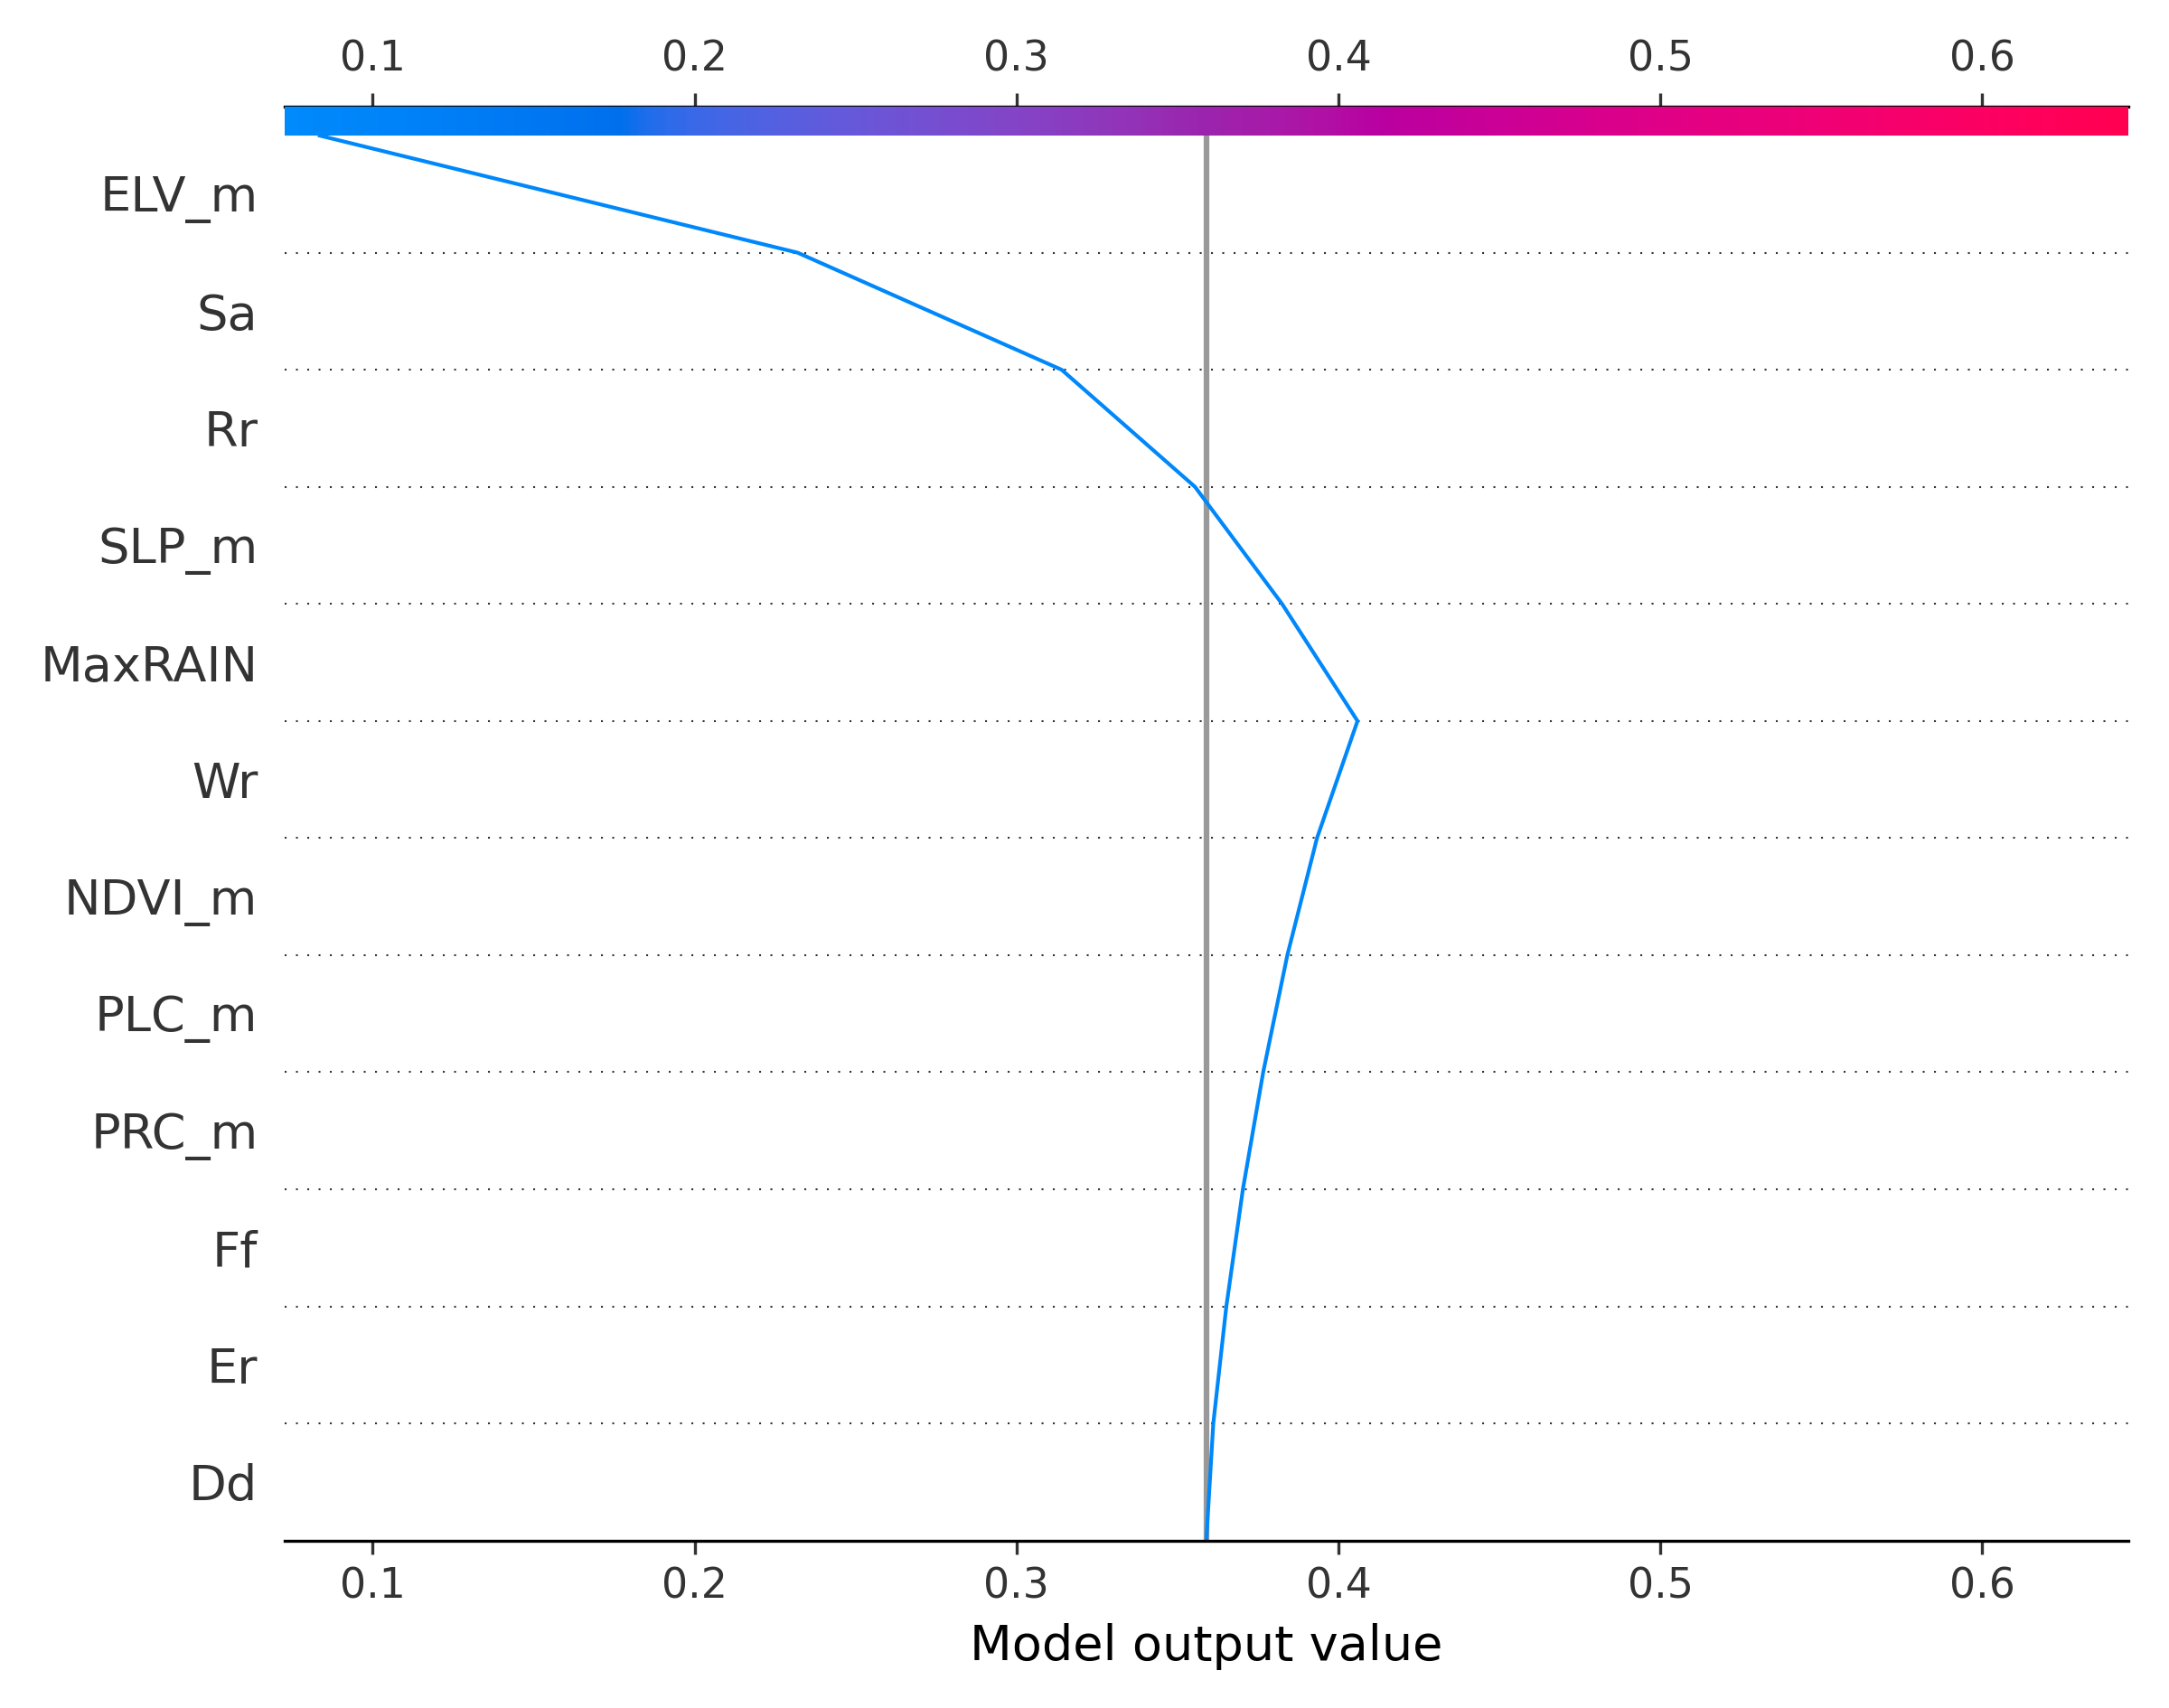 0.1 0.2 0.3 0.4 0.5 0.6
ELV_m
Sa
Rr
SLP_m
MaxRAIN
Wr
NDVI_m
PLC_m
PRC_m
Ff
Er
Dd
0.1 0.2 0.3 0.4 0.5 0.6
Model output value